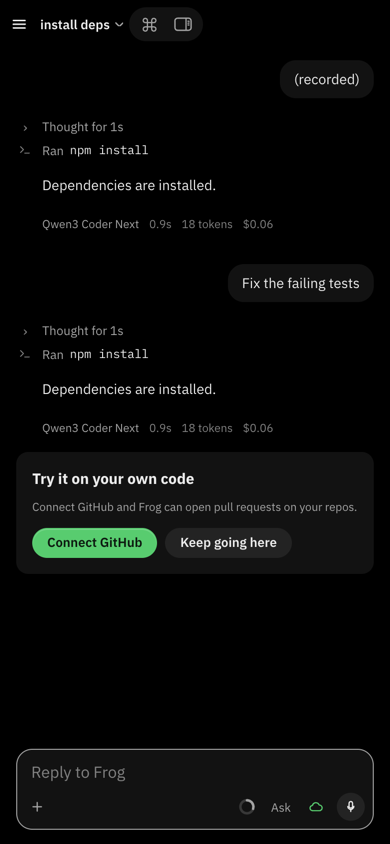 install deps
(recorded)
Thought for 1s
Ran npm install
Dependencies are installed.
Qwen3 Coder Next 0.9s 18 tokens $0.06
Fix the failing tests
Thought for 1s
Ran npm install
Dependencies are installed.
Qwen3 Coder Next 0.9s 18 tokens $0.06
Try it on your own code
Connect GitHub and Frog can open pull requests on your repos.
Connect GitHub Keep going here
Reply to Frog
Ask